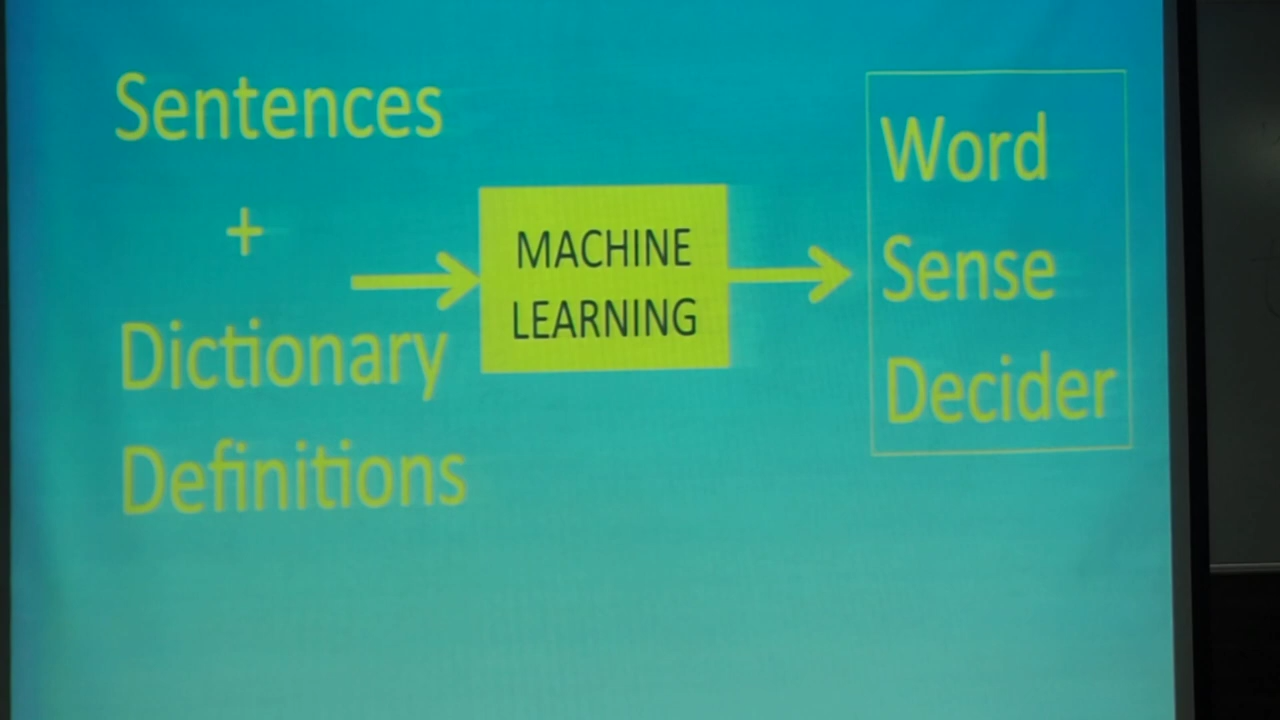 Sentences
+
Dictionary
Definitions
MACHINE
LEARNING
Word
Sense
Decider